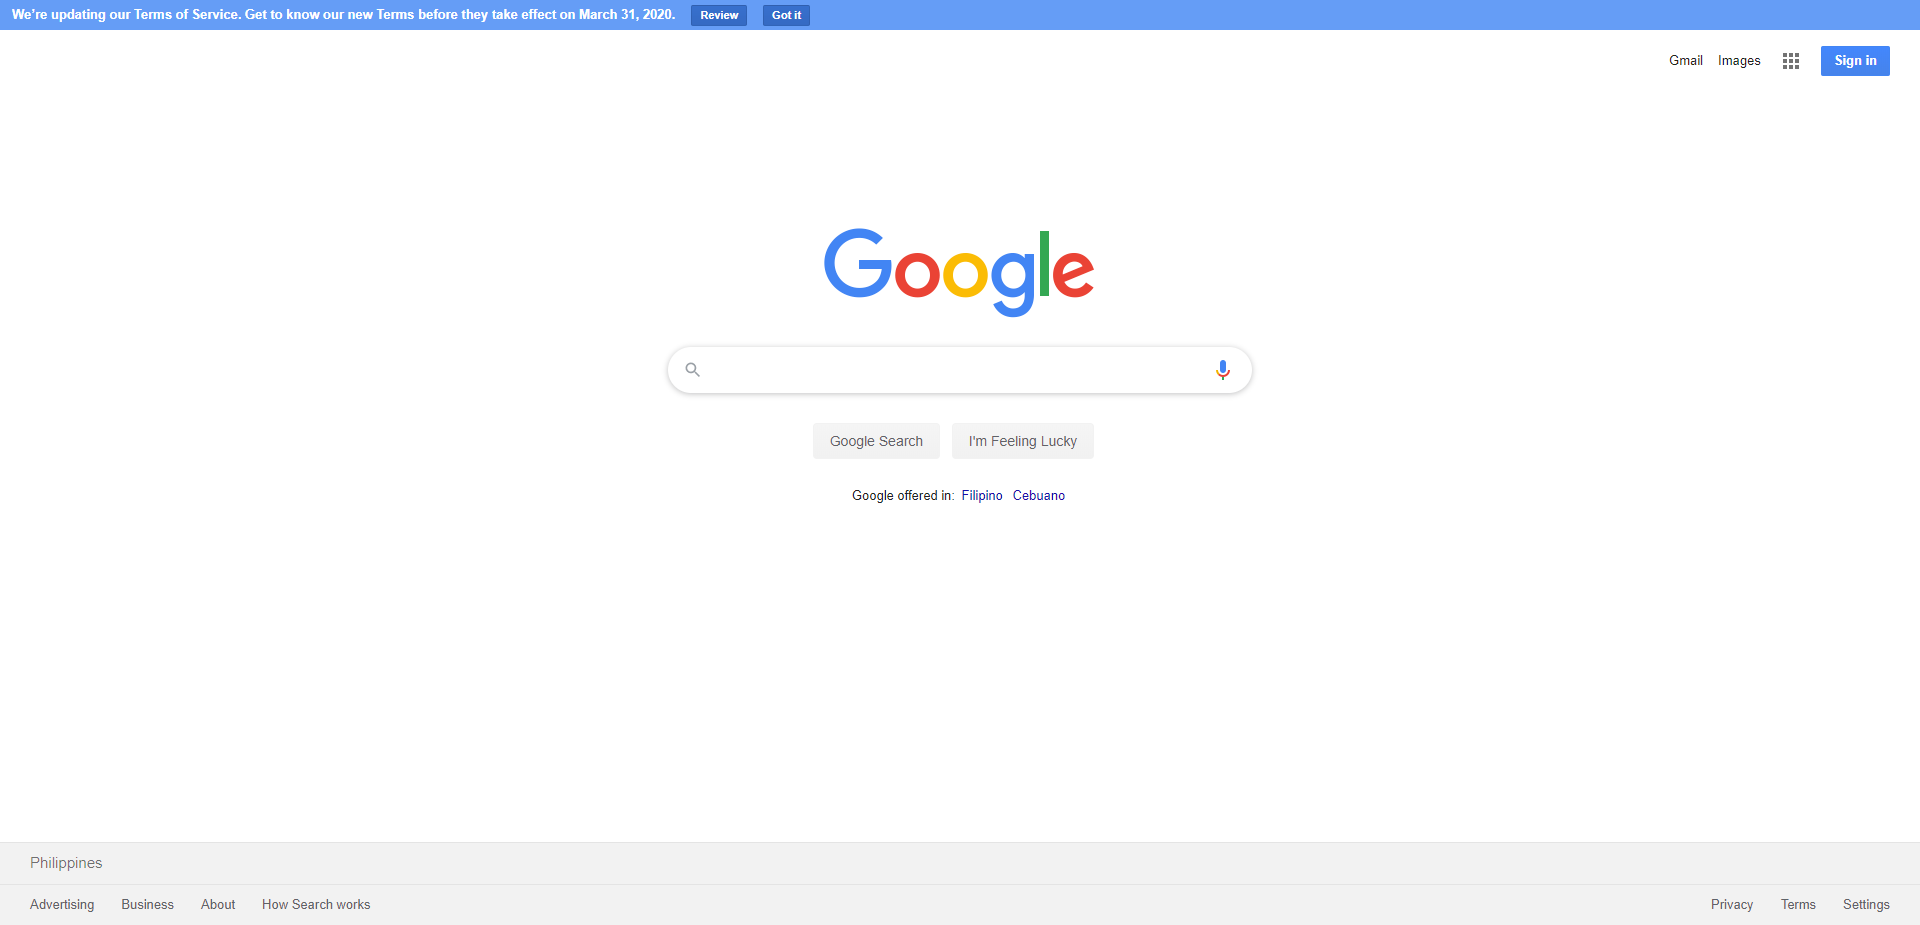 We're updating our Terms of Service. Get to know our new Terms before they take effect on March 31, 2020. Review Got it
Gmail Images Sign in
Google
Google Search I'm Feeling Lucky
Google offered in: Filipino Cebuano
Philippines
Advertising Business About How Search works Privacy Terms Settings